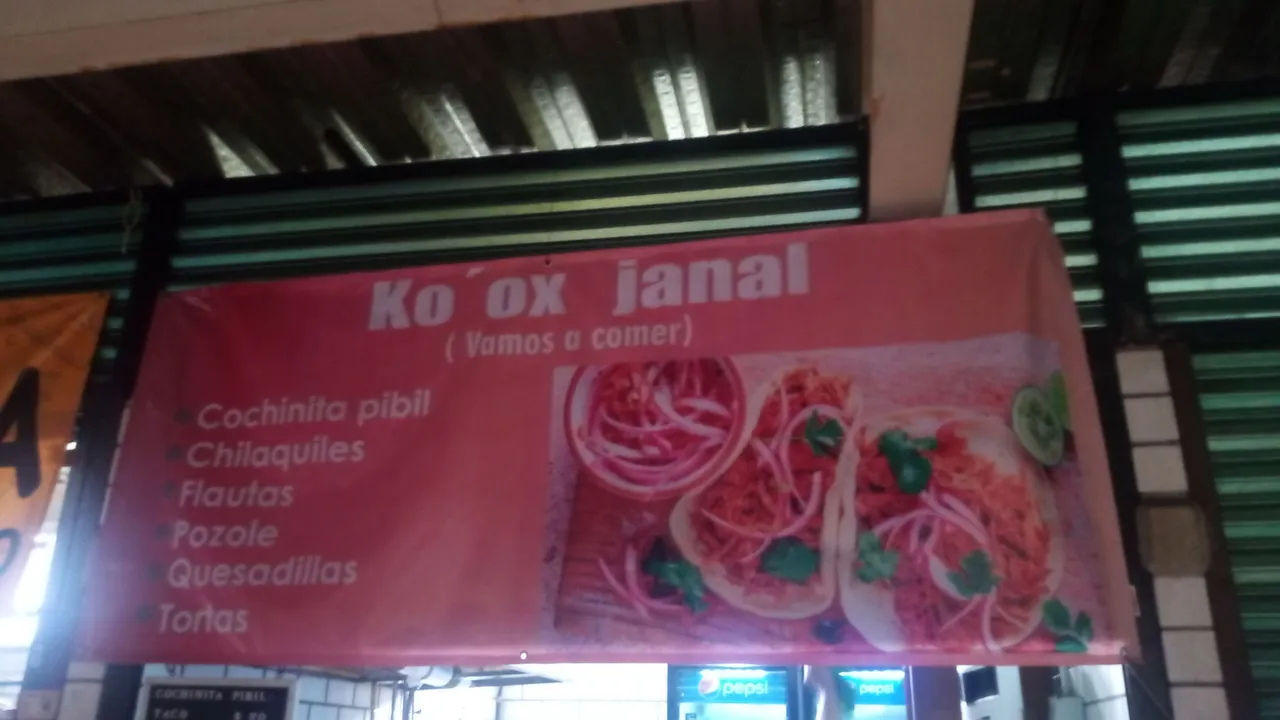 Ko´ox janal
( Vamos a comer)
Cochinita pibil
Chilaquiles
Flautas
Pozole
Quesadillas
Tortas
A
COCHINITA PIBIL
TACO
pepsi
pepsi